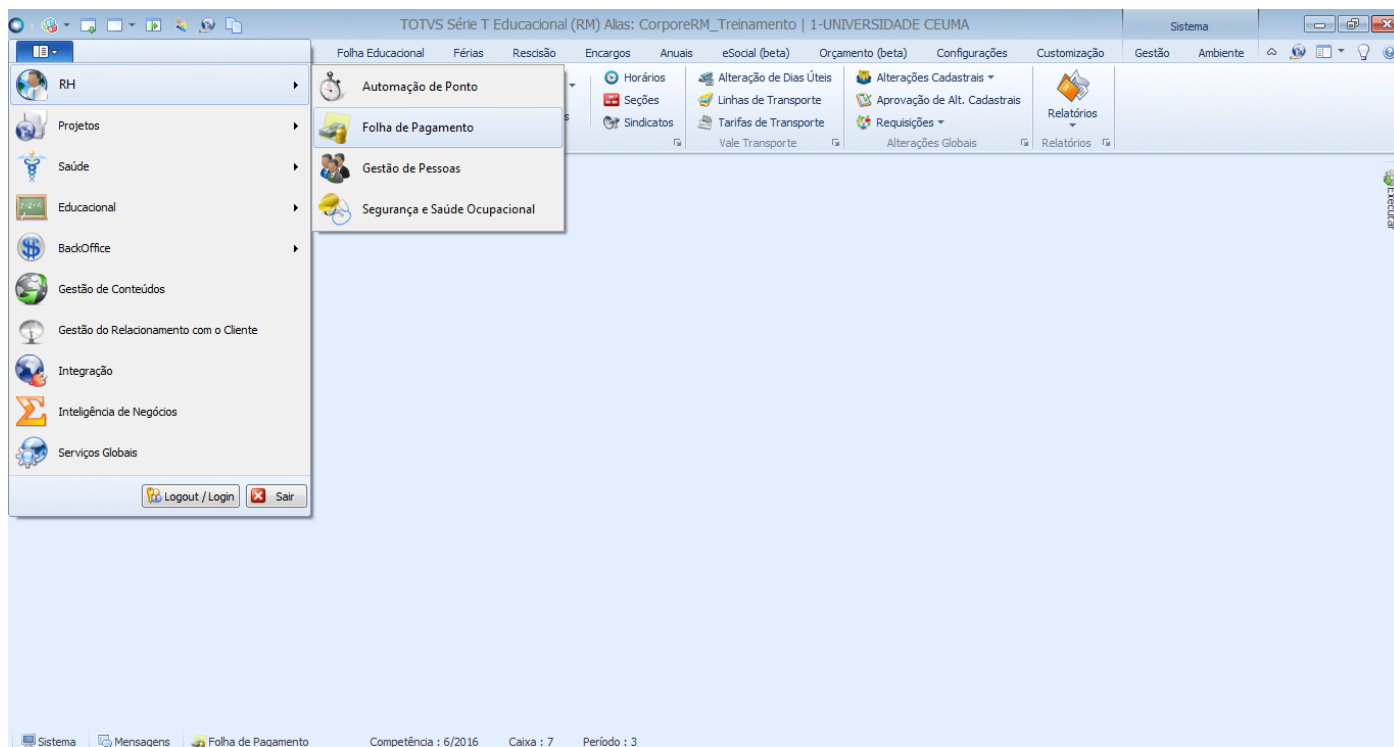 TOTVS Série T Educacional (RM) Alias: CorporeRM_Treinamento | 1-UNIVERSIDADE CEUMA
Sistema
Folha Educacional Férias Rescisão Encargos Anuais eSocial (beta) Orçamento (beta) Configurações Customização Gestão Ambiente
Horários Alteração de Dias Úteis Alterações Cadastrais
Seções Linhas de Transporte Aprovação de Alt. Cadastrais
Sindicatos Tarifas de Transporte Requisições
Relatórios
Vale Transporte Alterações Globais Relatórios
RH
Projetos
Saúde
Educacional
BackOffice
Gestão de Conteúdos
Gestão do Relacionamento com o Cliente
Integração
Inteligência de Negócios
Serviços Globais
Logout / Login Sair
Automação de Ponto
Folha de Pagamento
Gestão de Pessoas
Segurança e Saúde Ocupacional
Executar
Sistema Mensagens Folha de Pagamento Competência : 6/2016 Caixa : 7 Período : 3